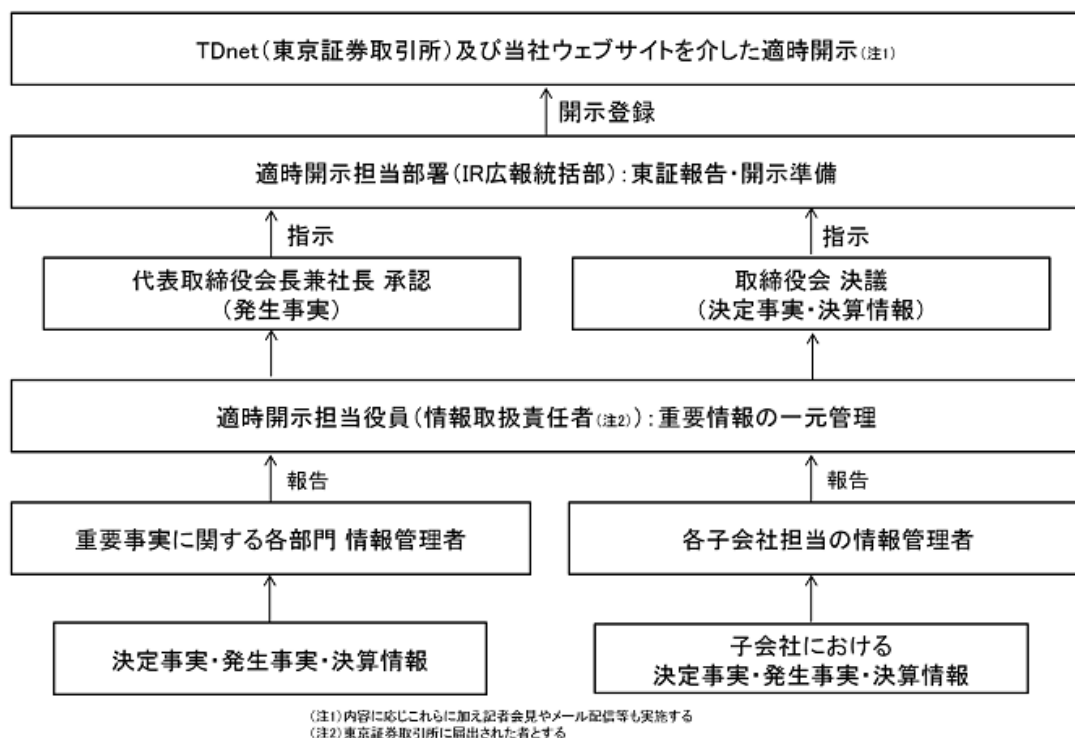 TDnet(東京証券取引所)及び当社ウェブサイトを介した適時開示(注1)
開示登録
適時開示担当部署(IR広報統括部):東証報告・開示準備
指示
指示
代表取締役会長兼社長 承認
(発生事実)
取締役会 決議
(決定事実・決算情報)
適時開示担当役員(情報取扱責任者(注2)):重要情報の一元管理
報告
報告
重要事実に関する各部門 情報管理者
各子会社担当の情報管理者
決定事実・発生事実・決算情報
子会社における
決定事実・発生事実・決算情報
(注1)内容に応じこれらに加え記者会見やメール配信等も実施する
(注2)東京証券取引所に届出された者とする